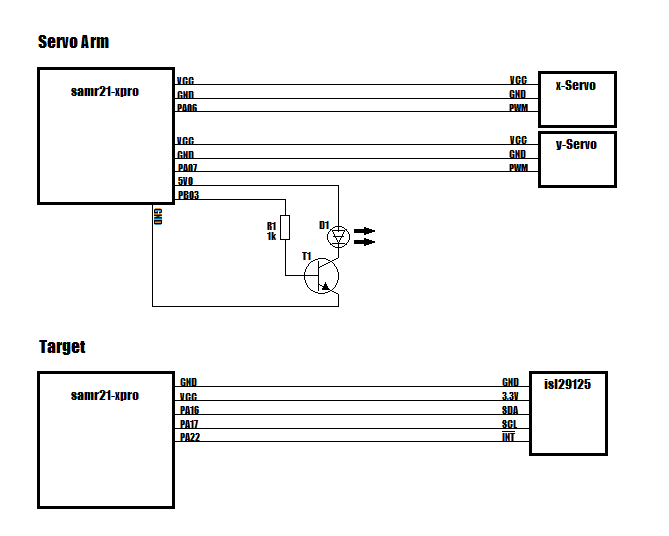 Servo Arm
samr21-xpro
VCC
GND
PA06
VCC
GND
PA07
5V0
PB03
GND
VCC
GND
PWM
x-Servo
VCC
GND
PWM
y-Servo
R1
1k
D1
T1
Target
samr21-xpro
GND
VCC
PA16
PA17
PA22
GND
3.3V
SDA
SCL
INT
isl29125